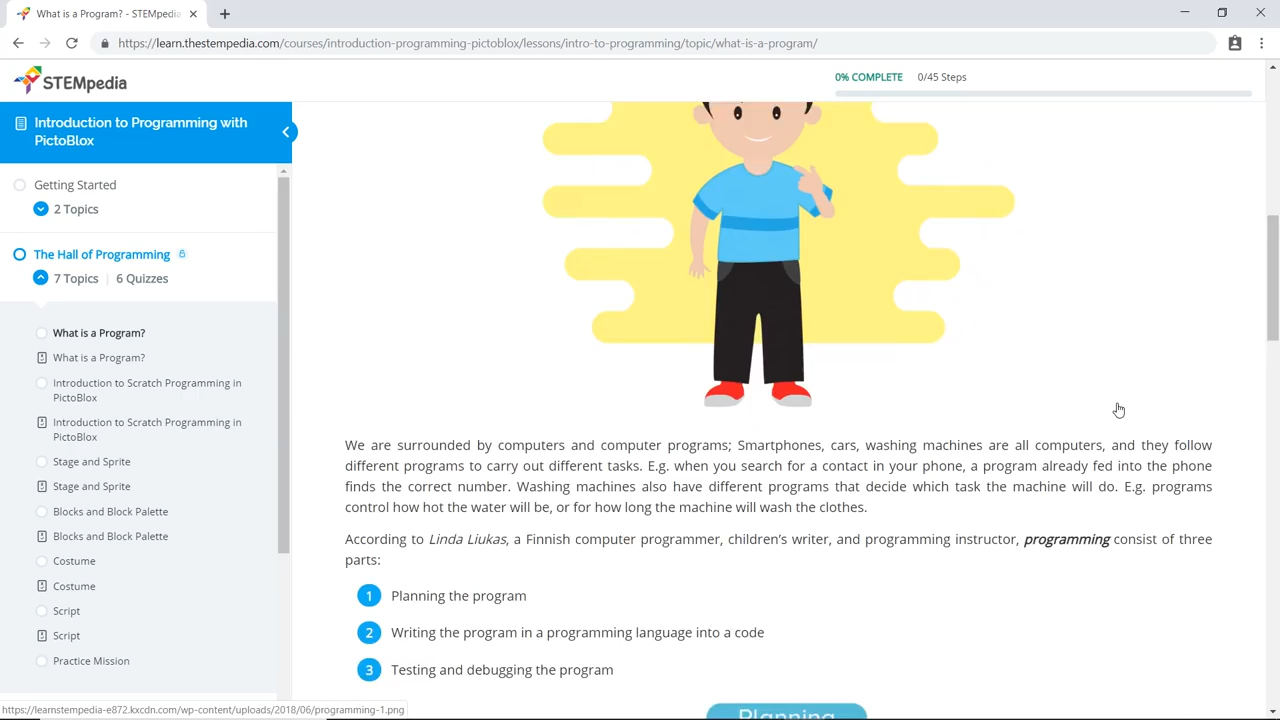 What is a Program? - STEMpedia
https://learn.thestempedia.com/courses/introduction-programming-pictoblox/lessons/intro-to-programming/topic/what-is-a-program/
STEMpedia
0% COMPLETE 0/45 Steps
Introduction to Programming with
PictoBlox
Getting Started
2 Topics
The Hall of Programming
7 Topics | 6 Quizzes
What is a Program?
What is a Program?
Introduction to Scratch Programming in
PictoBlox
Introduction to Scratch Programming in
PictoBlox
Stage and Sprite
Stage and Sprite
Blocks and Block Palette
Blocks and Block Palette
Costume
Costume
Script
Script
Practice Mission
We are surrounded by computers and computer programs; Smartphones, cars, washing machines are all computers, and they follow
different programs to carry out different tasks. E.g. when you search for a contact in your phone, a program already fed into the phone
finds the correct number. Washing machines also have different programs that decide which task the machine will do. E.g. programs
control how hot the water will be, or for how long the machine will wash the clothes.
According to Linda Liukas, a Finnish computer programmer, children's writer, and programming instructor, programming consist of three
parts:
1 Planning the program
2 Writing the program in a programming language into a code
3 Testing and debugging the program
Planning
https://learnstempedia-e872.kxcdn.com/wp-content/uploads/2018/06/programming-1.png